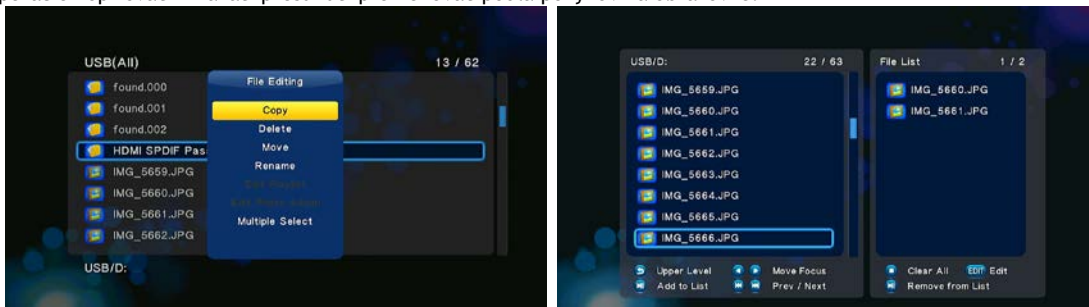 USB(All) 13 / 62
found.000
found.001
found.002
HDMI SPDIF Pas
IMG_5659.JPG
IMG_5660.JPG
IMG_5661.JPG
IMG_5662.JPG
File Editing
Copy
Delete
Move
Rename
Edit Playlist
Multiple Select
USB/D:
USB/D: 22 / 63
IMG_5659.JPG
IMG_5660.JPG
IMG_5661.JPG
IMG_5662.JPG
IMG_5663.JPG
IMG_5664.JPG
IMG_5665.JPG
IMG_5666.JPG
Upper Level Move Focus
Add to List Prev / Next
File List 1 / 2
IMG_5660.JPG
IMG_5661.JPG
Clear All EDIT Edit
Remove from List